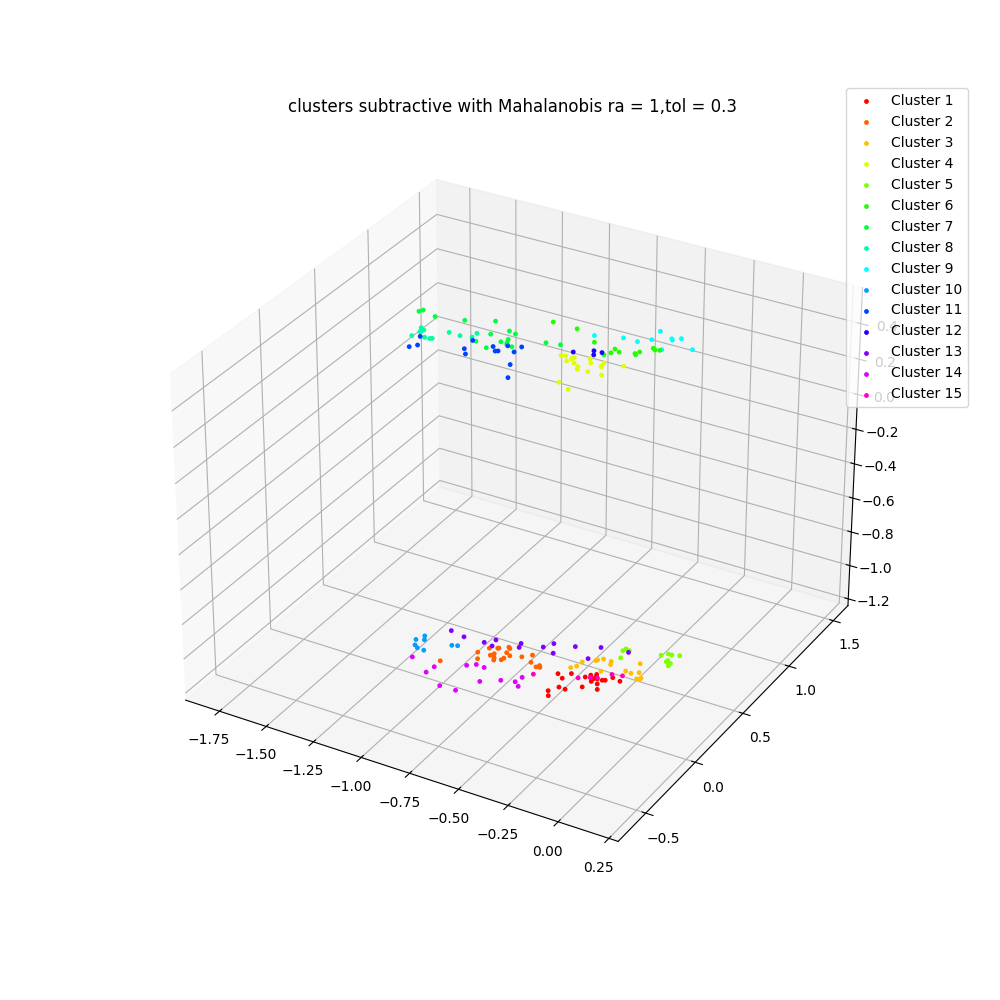 clusters subtractive with Mahalanobis ra = 1,tol = 0.3
Cluster 1
Cluster 2
Cluster 3
Cluster 4
Cluster 5
Cluster 6
Cluster 7
Cluster 8
Cluster 9
Cluster 10
Cluster 11
Cluster 12
Cluster 13
Cluster 14
Cluster 15
0.2
0.0
−0.2
−0.4
−0.6
−0.8
−1.0
−1.2
1.5
1.0
0.5
0.0
−0.5
−1.75
−1.50
−1.25
−1.00
−0.75
−0.50
−0.25
0.00
0.25